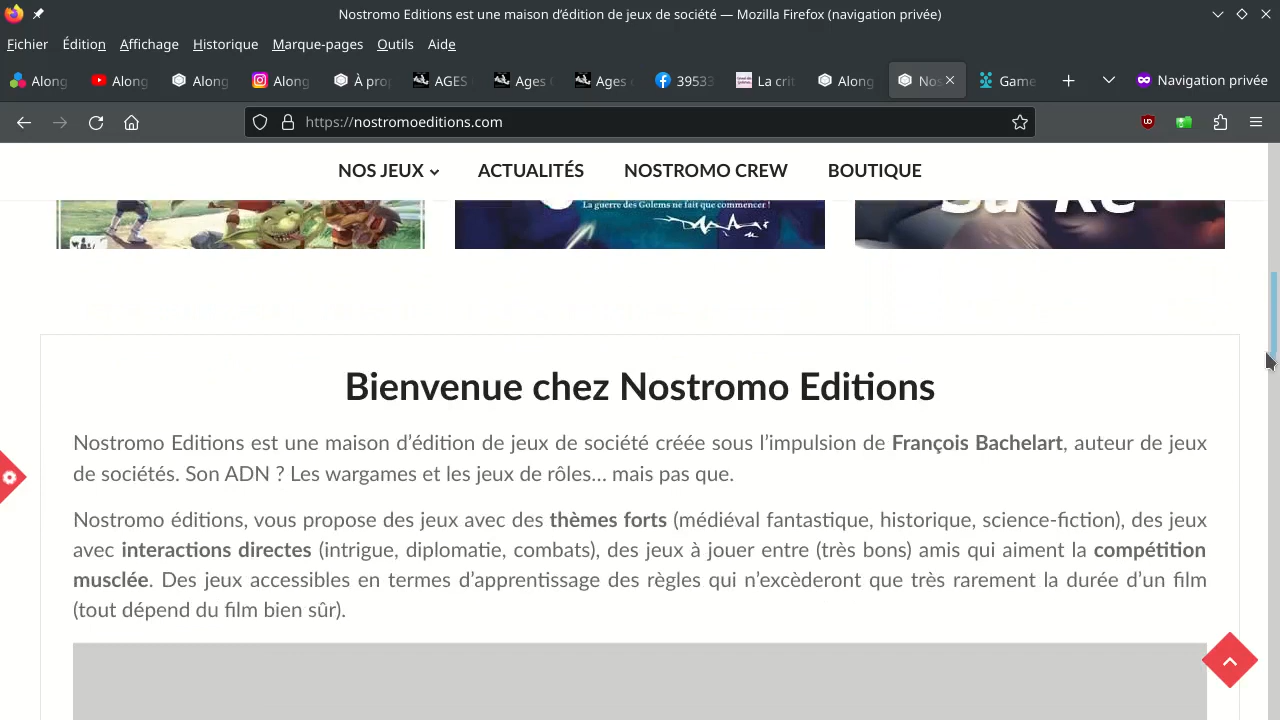 Nostromo Editions est une maison d'édition de jeux de société — Mozilla Firefox (navigation privée)
Fichier Édition Affichage Historique Marque-pages Outils Aide
Along Along Along Along À pro AGES Ages Ages 39533 La crit Along Nos Game Navigation privée
https://nostromoeditions.com
NOS JEUX ACTUALITÉS NOSTROMO CREW BOUTIQUE
La guerre des Golems ne fait que commencer !
Bienvenue chez Nostromo Editions
Nostromo Editions est une maison d'édition de jeux de société créée sous l'impulsion de François Bachelart, auteur de jeux
de sociétés. Son ADN ? Les wargames et les jeux de rôles… mais pas que.
Nostromo éditions, vous propose des jeux avec des thèmes forts (médiéval fantastique, historique, science-fiction), des jeux
avec interactions directes (intrigue, diplomatie, combats), des jeux à jouer entre (très bons) amis qui aiment la compétition
musclée. Des jeux accessibles en termes d'apprentissage des règles qui n'excèderont que très rarement la durée d'un film
(tout dépend du film bien sûr).